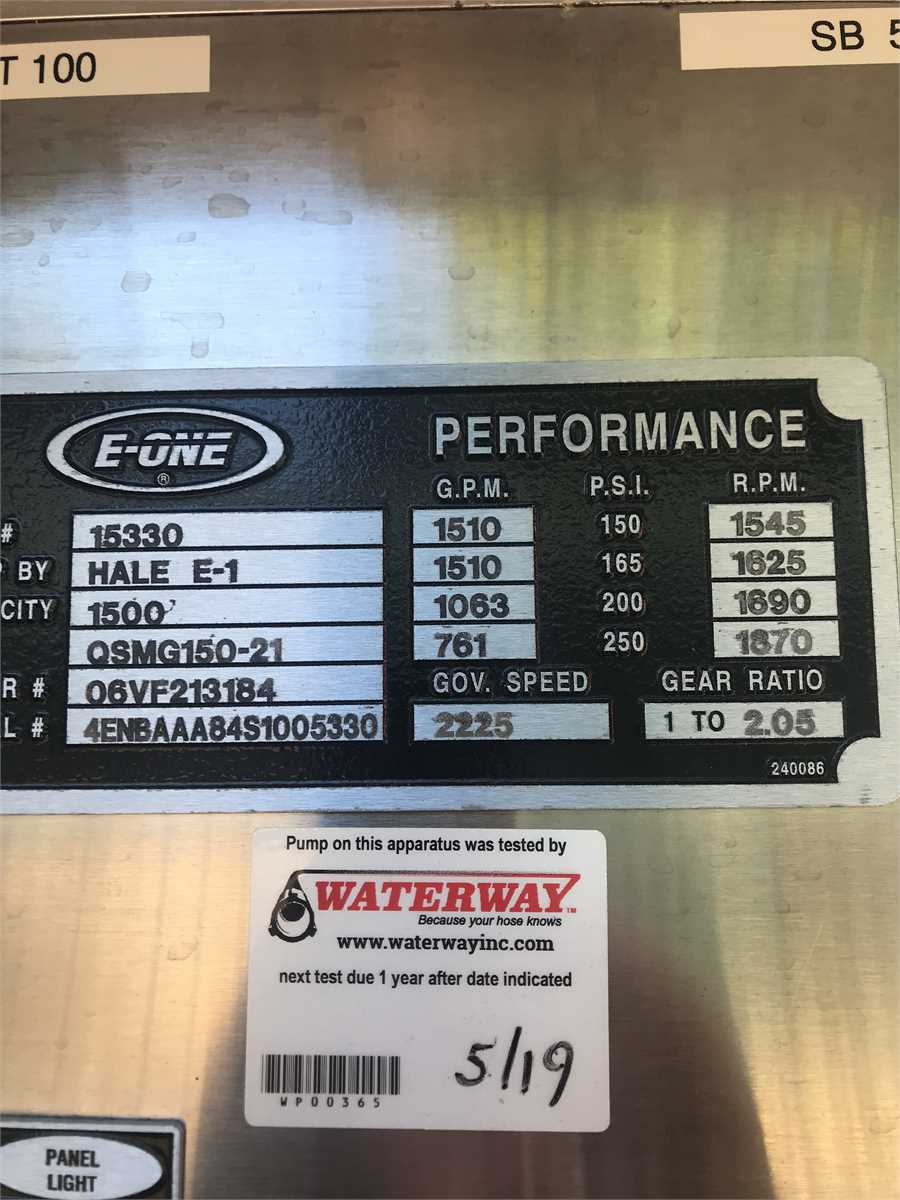 T 100
SB 5
E-ONE
®
PERFORMANCE
G.P.M. P.S.I. R.P.M.
# 15330 1510 150 1545
P BY HALE E-1 1510 165 1625
CITY 1500 1063 200 1690
QSMG150-21 761 250 1870
R # 06VF213184 GOV. SPEED GEAR RATIO
L # 4ENBAAA84S1005330 2225 1 TO 2.05
240086
Pump on this apparatus was tested by
WATERWAY™
Because your hose knows
www.waterwayinc.com
next test due 1 year after date indicated
5/19
WP00365
PANEL
LIGHT